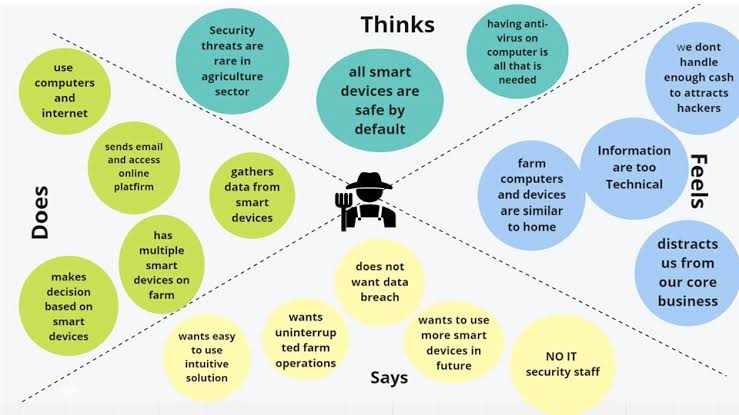 Thinks
Security
threats are
rare in
agriculture
sector
all smart
devices are
safe by
default
having anti-
virus on
computer is
all that is
needed
Does
use
computers
and
internet
sends email
and access
online
platfirm
gathers
data from
smart
devices
has
multiple
smart
devices on
farm
makes
decision
based on
smart
devices
Feels
we dont
handle
enough cash
to attracts
hackers
Information
are too
Technical
farm
computers
and devices
are similar
to home
distracts
us from
our core
business
Says
does not
want data
breach
wants easy
to use
intuitive
solution
wants
uninterrup
ted farm
operations
wants to use
more smart
devices in
future
NO IT
security staff